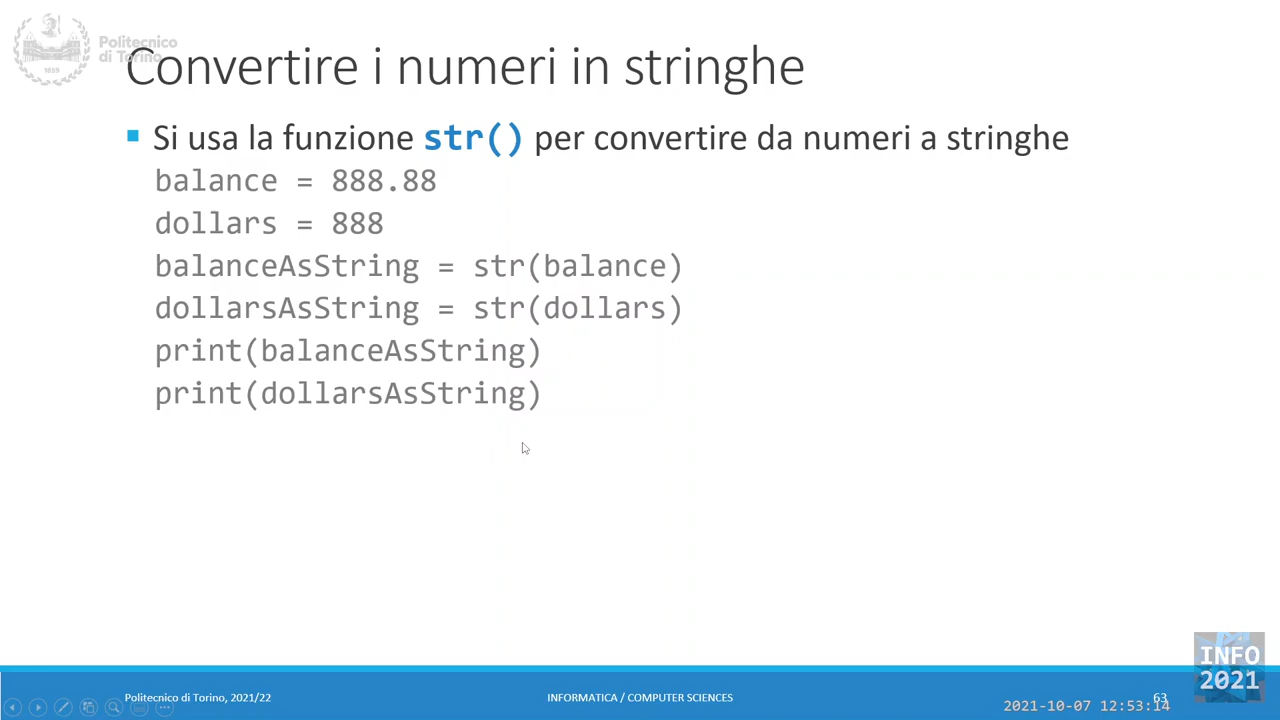 Politecnico
di Torino
1859
Convertire i numeri in stringhe
Si usa la funzione str() per convertire da numeri a stringhe
balance = 888.88
dollars = 888
balanceAsString = str(balance)
dollarsAsString = str(dollars)
print(balanceAsString)
print(dollarsAsString)
Politecnico di Torino, 2021/22
INFORMATICA / COMPUTER SCIENCES
63
2021-10-07 12:53:14
INFO
2021